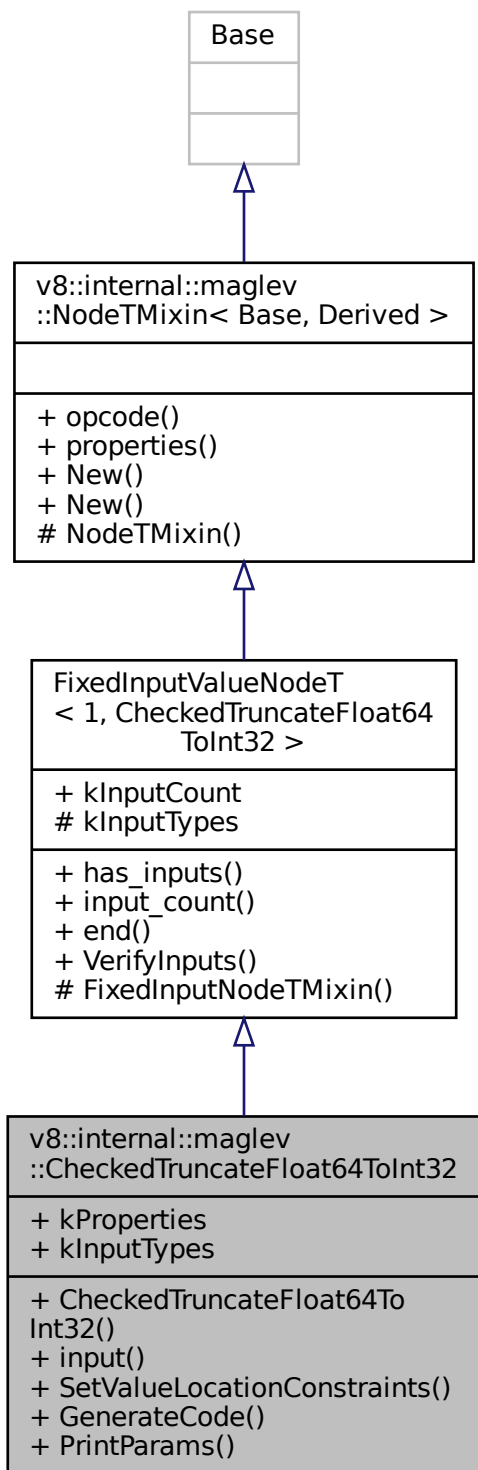 Base
v8::internal::maglev
::NodeTMixin< Base, Derived >
+ opcode()
+ properties()
+ New()
+ New()
# NodeTMixin()
FixedInputValueNodeT
< 1, CheckedTruncateFloat64
ToInt32 >
+ kInputCount
# kInputTypes
+ has_inputs()
+ input_count()
+ end()
+ VerifyInputs()
# FixedInputNodeTMixin()
v8::internal::maglev
::CheckedTruncateFloat64ToInt32
+ kProperties
+ kInputTypes
+ CheckedTruncateFloat64To
Int32()
+ input()
+ SetValueLocationConstraints()
+ GenerateCode()
+ PrintParams()